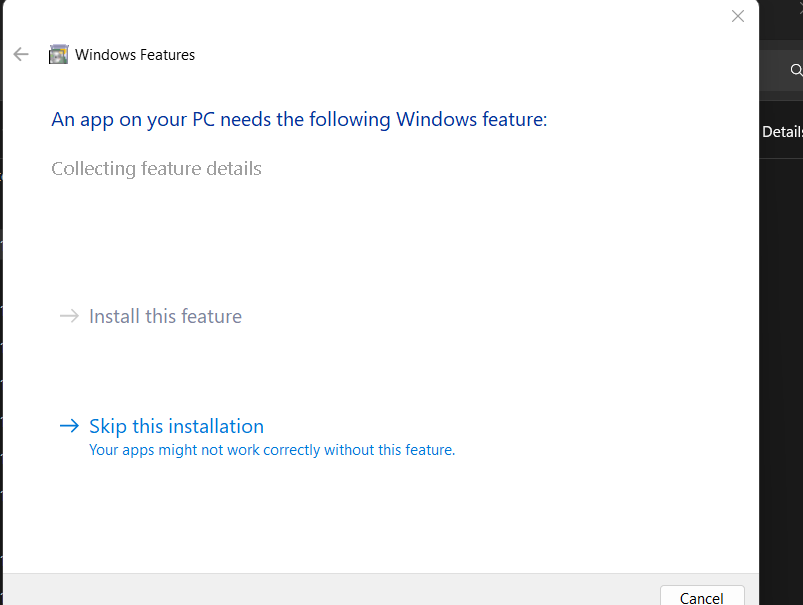 Windows Features
An app on your PC needs the following Windows feature:
Details
Collecting feature details
Install this feature
Skip this installation
Your apps might not work correctly without this feature.
Cancel